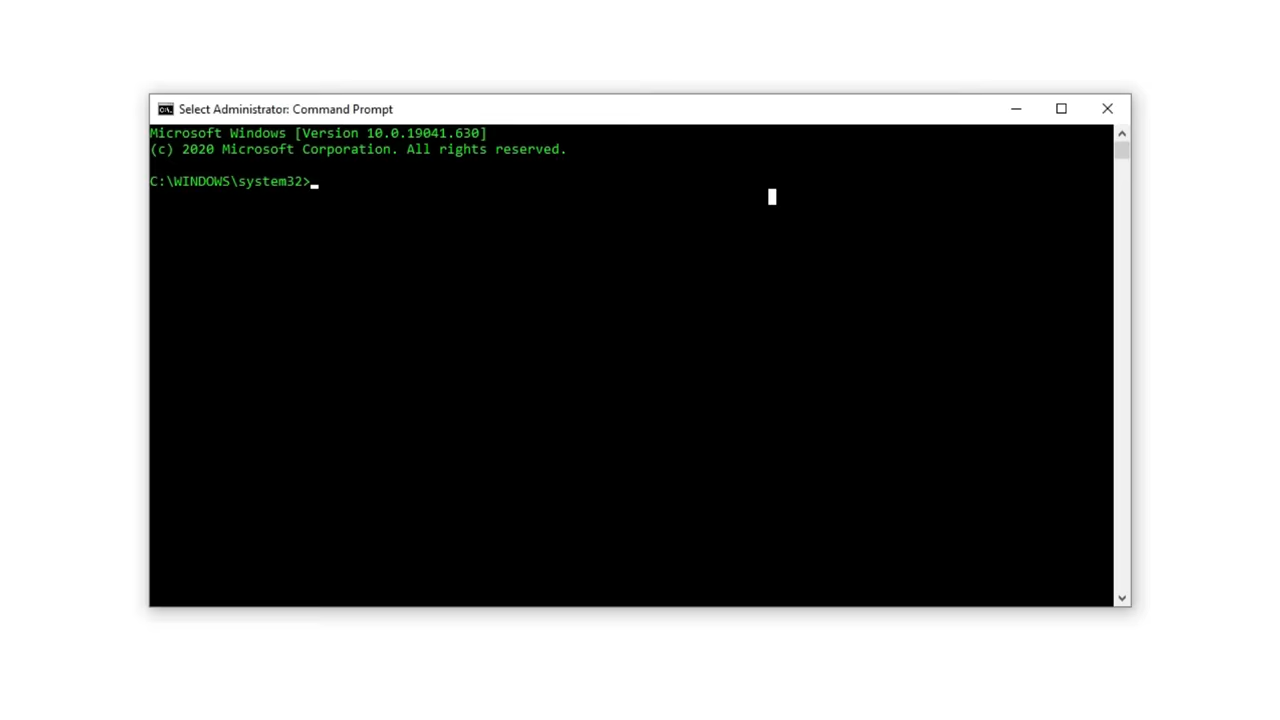 Select Administrator: Command Prompt
Microsoft Windows [Version 10.0.19041.630]
(c) 2020 Microsoft Corporation. All rights reserved.
C:\WINDOWS\system32>